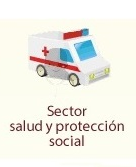 Sector
salud y protección
social